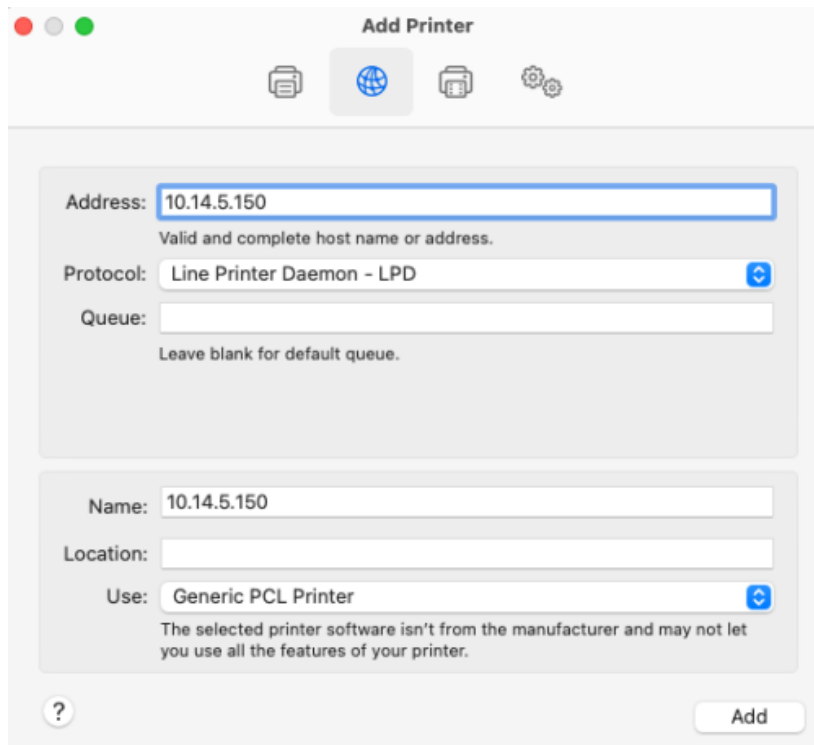 Add Printer
Address: 10.14.5.150
Valid and complete host name or address.
Protocol: Line Printer Daemon - LPD
Queue:
Leave blank for default queue.
Name: 10.14.5.150
Location:
Use: Generic PCL Printer
The selected printer software isn't from the manufacturer and may not let
you use all the features of your printer.
? Add